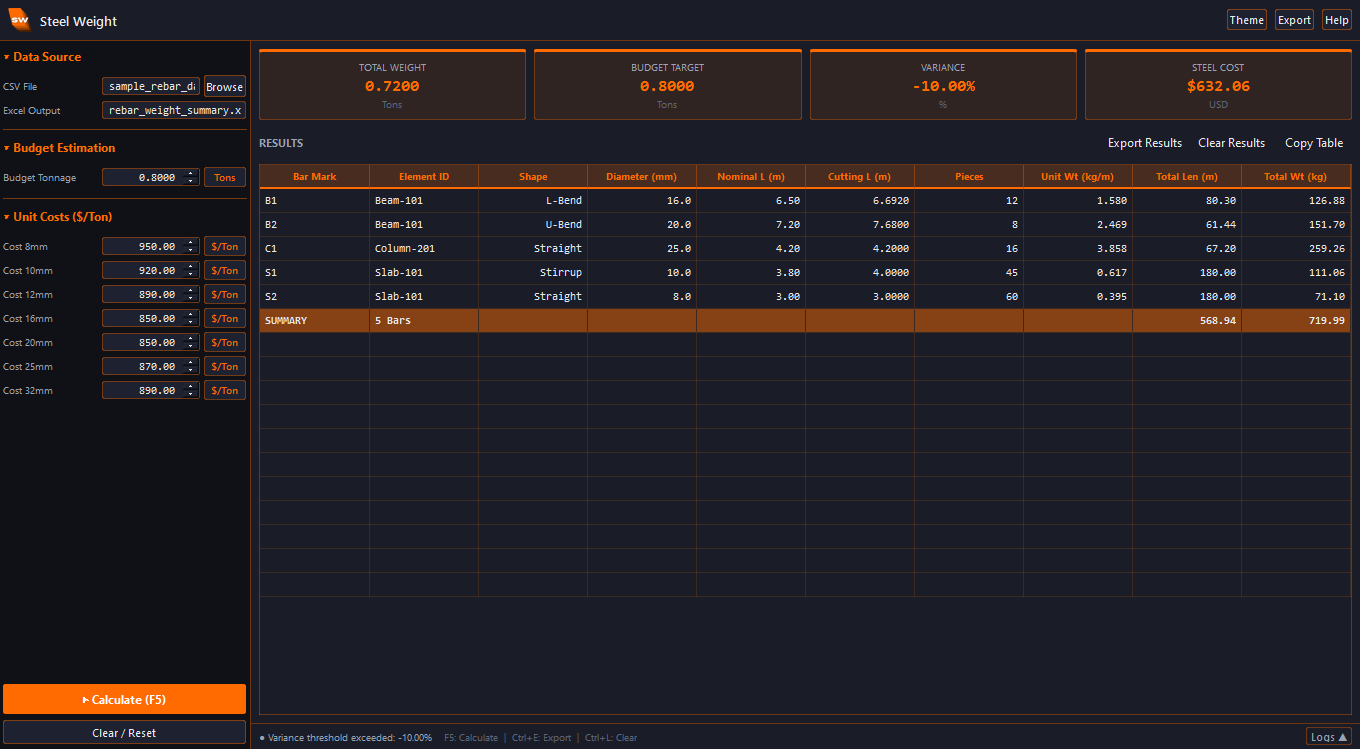 SW Steel Weight Theme Export Help
▾ Data Source
CSV File sample_rebar_d Browse
Excel Output rebar_weight_summary.x
▾ Budget Estimation
Budget Tonnage 0.8000 Tons
▾ Unit Costs ($/Ton)
Cost 8mm 950.00 $/Ton
Cost 10mm 920.00 $/Ton
Cost 12mm 890.00 $/Ton
Cost 16mm 850.00 $/Ton
Cost 20mm 850.00 $/Ton
Cost 25mm 870.00 $/Ton
Cost 32mm 890.00 $/Ton
Calculate (F5)
Clear / Reset
TOTAL WEIGHT
0.7200
Tons
BUDGET TARGET
0.8000
Tons
VARIANCE
-10.00%
%
STEEL COST
$632.06
USD
RESULTS Export Results Clear Results Copy Table
Bar Mark Element ID Shape Diameter (mm) Nominal L (m) Cutting L (m) Pieces Unit Wt (kg/m) Total Len (m) Total Wt (kg)
B1 Beam-101 L-Bend 16.0 6.50 6.6920 12 1.580 80.30 126.88
B2 Beam-101 U-Bend 20.0 7.20 7.6800 8 2.469 61.44 151.70
C1 Column-201 Straight 25.0 4.20 4.2000 16 3.858 67.20 259.26
S1 Slab-101 Stirrup 10.0 3.80 4.0000 45 0.617 180.00 111.06
S2 Slab-101 Straight 8.0 3.00 3.0000 60 0.395 180.00 71.10
SUMMARY 5 Bars 568.94 719.99
● Variance threshold exceeded: -10.00% F5: Calculate | Ctrl+E: Export | Ctrl+L: Clear Logs ▲